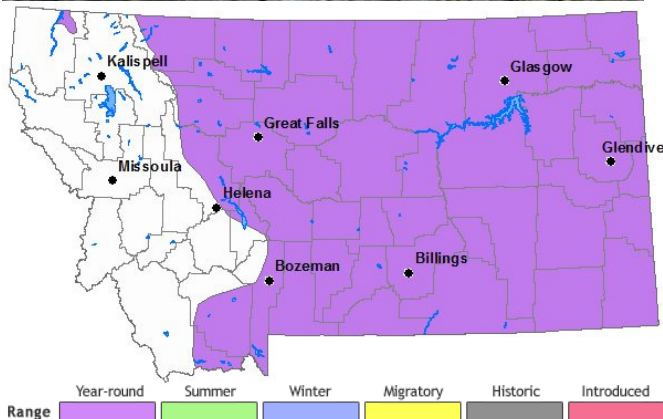 Kalispell
Glasgow
Great Falls
Glendive
Missoula
Helena
Bozeman
Billings
Year-round Summer Winter Migratory Historic Introduced
Range